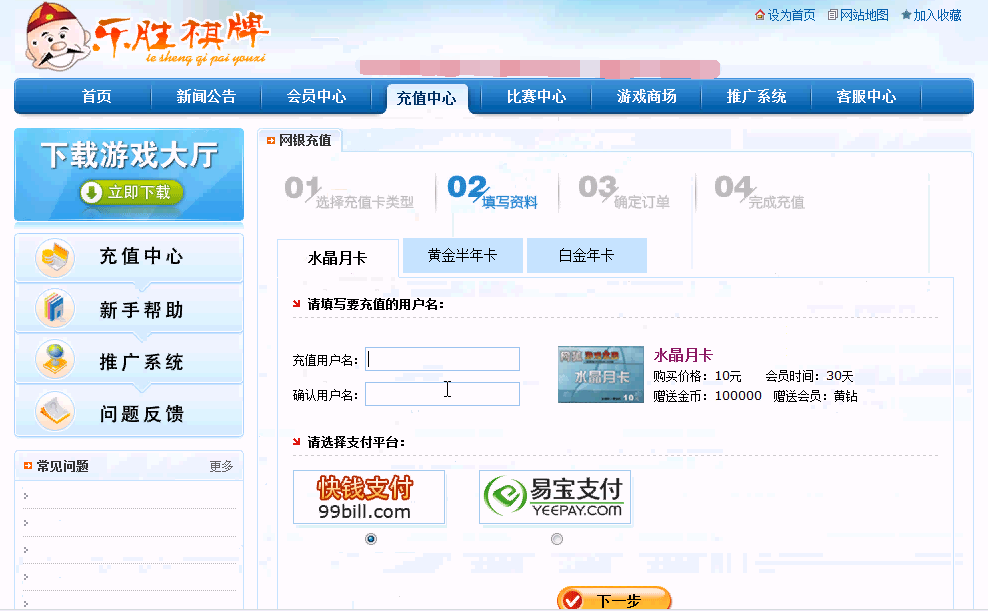 设为首页 网站地图 加入收藏
乐胜棋牌
le sheng qi pai youxi
首页 新闻公告 会员中心 充值中心 比赛中心 游戏商场 推广系统 客服中心
下载游戏大厅
立即下载
充值中心
新手帮助
推广系统
问题反馈
常见问题 更多
网银充值
01 选择充值卡类型 02 填写资料 03 确定订单 04 完成充值
水晶月卡 黄金半年卡 白金年卡
请填写要充值的用户名:
充值用户名:
确认用户名:
水晶月卡
10
水晶月卡
购买价格: 10元 会员时间: 30天
赠送金币: 100000 赠送会员: 黄钻
请选择支付平台:
快钱支付
99bill.com
易宝支付
YEEPAY.COM
下一步